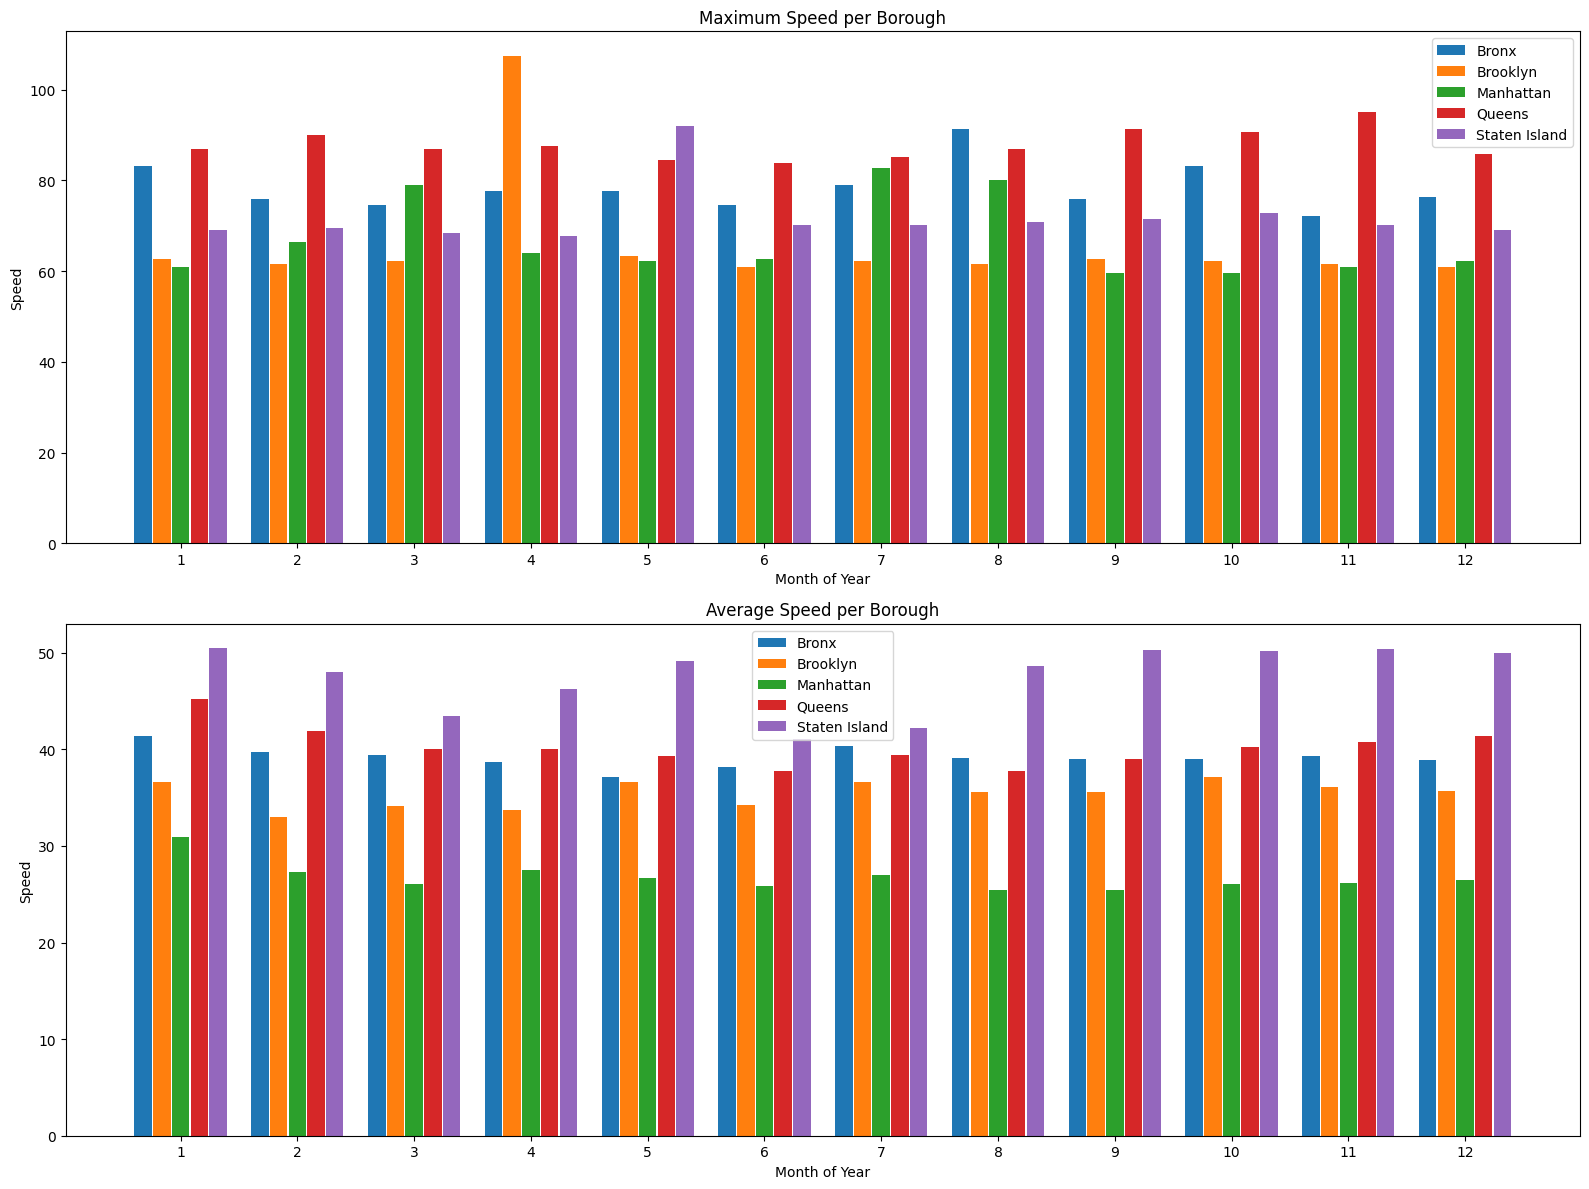 Maximum Speed per Borough
Bronx
Brooklyn
Manhattan
Queens
Staten Island
100
80
60
40
20
0
Speed
1 2 3 4 5 6 7 8 9 10 11 12
Month of Year
Average Speed per Borough
Bronx
Brooklyn
Manhattan
Queens
Staten Island
50
40
30
20
10
0
Speed
1 2 3 4 5 6 7 8 9 10 11 12
Month of Year